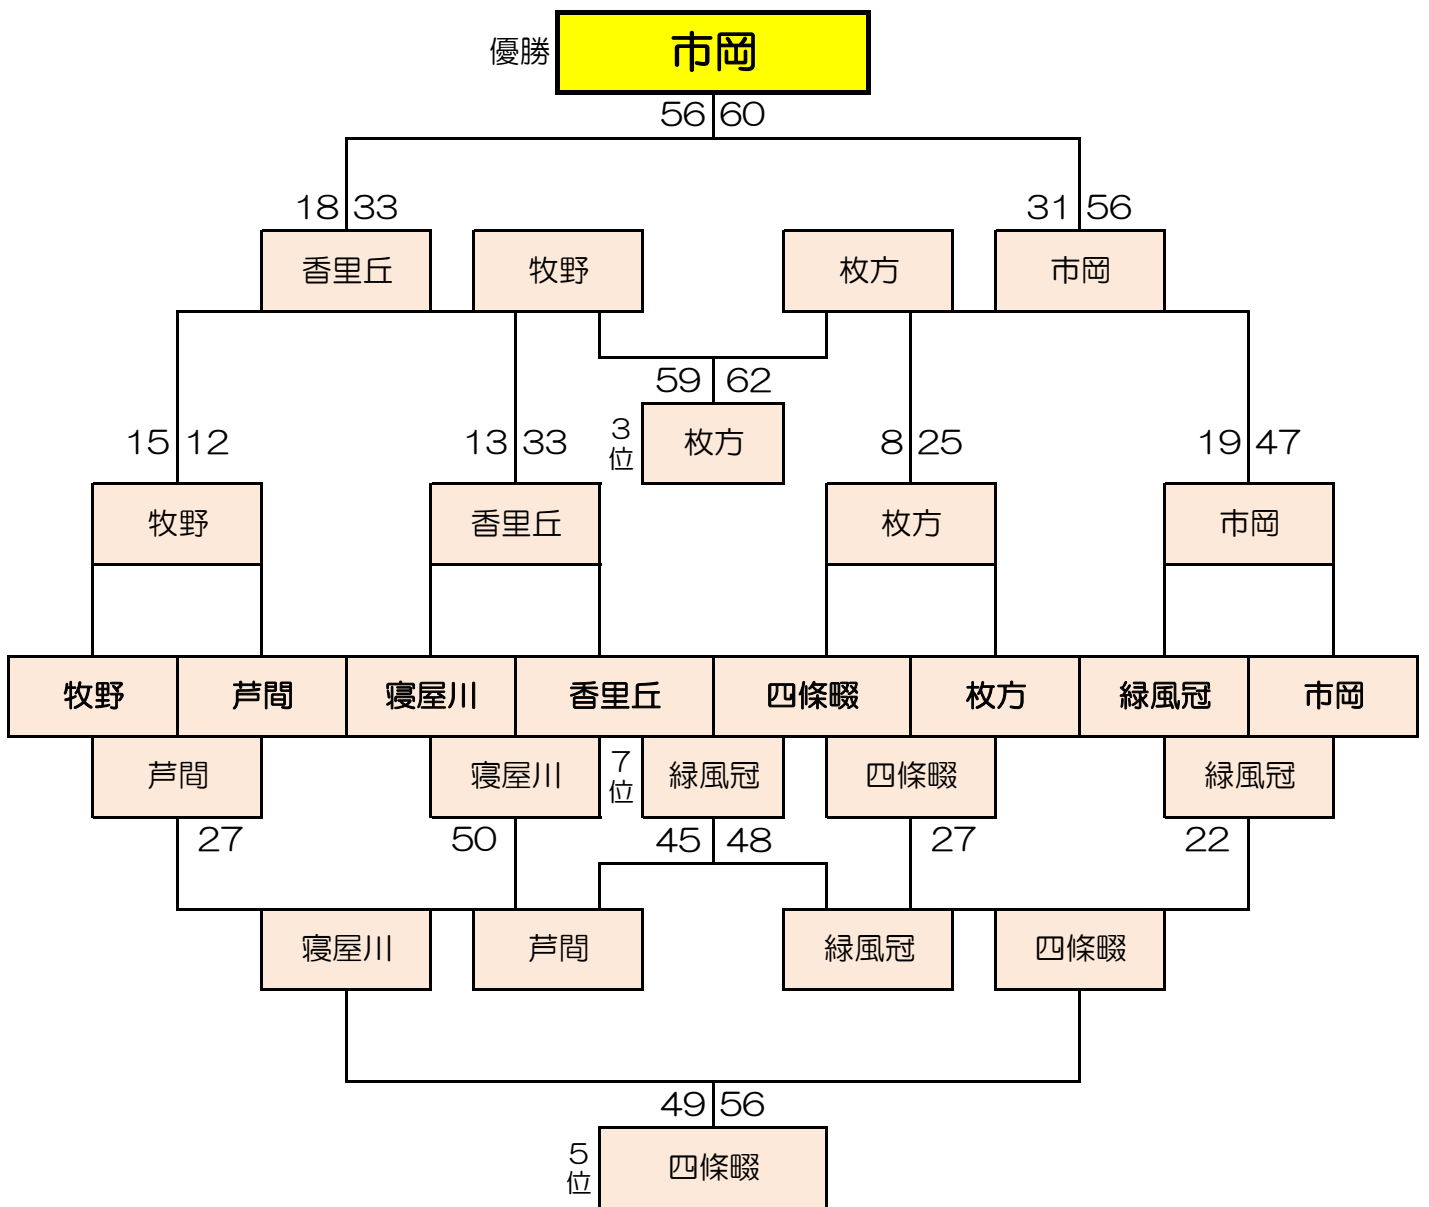 優勝 市岡
56 60
18 33 31 56
香里丘 牧野 枚方 市岡
59 62
15 12 13 33 3位 枚方 8 25 19 47
牧野 香里丘 枚方 市岡
牧野 芦間 寝屋川 香里丘 四條畷 枚方 緑風冠 市岡
芦間 寝屋川 7位 緑風冠 四條畷 緑風冠
27 50 45 48 27 22
寝屋川 芦間 緑風冠 四條畷
49 56
5位 四條畷